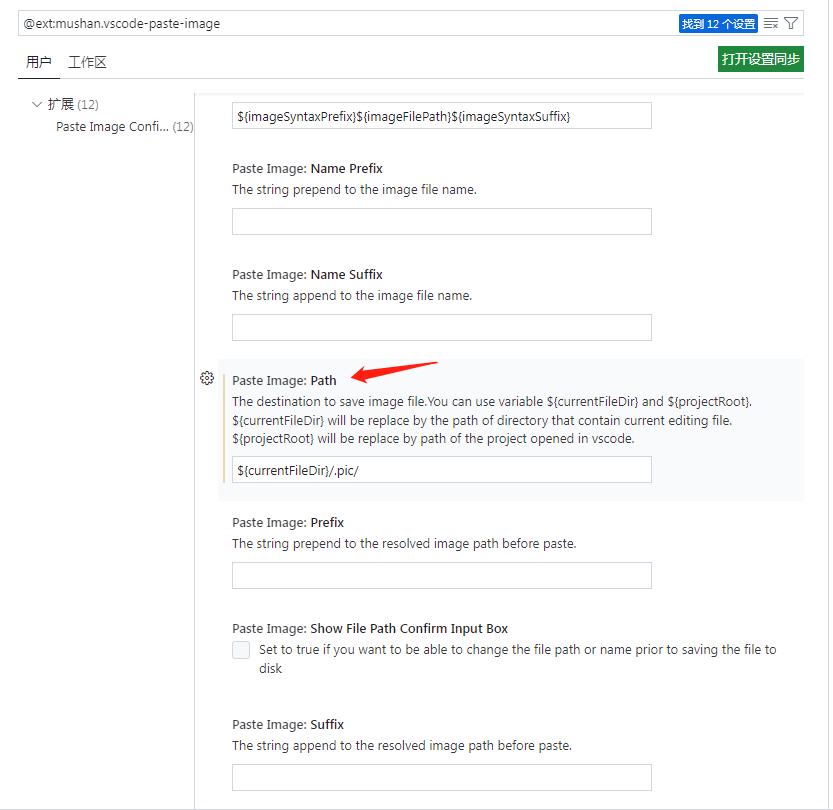 @ext:mushan.vscode-paste-image
找到 12 个设置
用户 工作区
打开设置同步
扩展 (12)
Paste Image Confi... (12)
${imageSyntaxPrefix}${imageFilePath}${imageSyntaxSuffix}
Paste Image: Name Prefix
The string prepend to the image file name.
Paste Image: Name Suffix
The string append to the image file name.
Paste Image: Path
The destination to save image file.You can use variable ${currentFileDir} and ${projectRoot}.
${currentFileDir} will be replace by the path of directory that contain current editing file.
${projectRoot} will be replace by path of the project opened in vscode.
${currentFileDir}/.pic/
Paste Image: Prefix
The string prepend to the resolved image path before paste.
Paste Image: Show File Path Confirm Input Box
Set to true if you want to be able to change the file path or name prior to saving the file to
disk
Paste Image: Suffix
The string append to the resolved image path before paste.